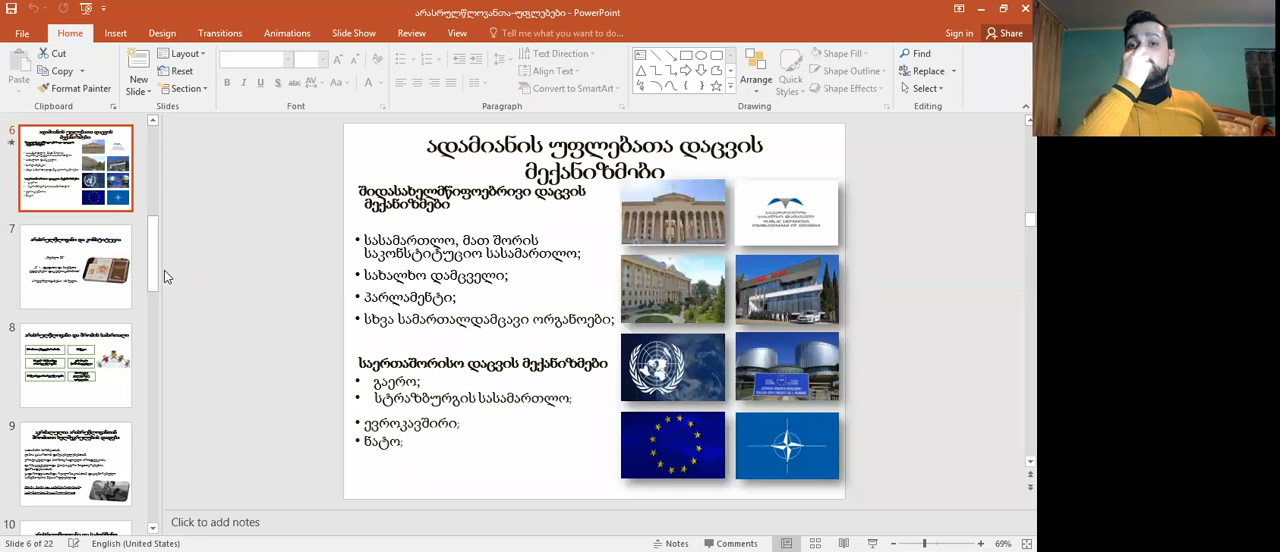 არასრულწლოვანთა-უფლებები - PowerPoint
File Home Insert Design Transitions Animations Slide Show Review View Tell me what you want to do... Sign in Share
Paste
Cut
Copy
Format Painter
Clipboard
New Slide
Layout
Reset
Section
Slides
Font
Text Direction
Align Text
Convert to SmartArt
Paragraph
Arrange
Quick Styles
Shape Fill
Shape Outline
Shape Effects
Drawing
Find
Replace
Select
Editing
6
7
8
9
10
ადამიანის უფლებათა დაცვის
მექანიზმები
შიდასახელმწიფოებრივი დაცვის
მექანიზმები
• სასამართლო, მათ შორის
საკონსტიტუციო სასამართლო;
• სახალხო დამცველი;
• პარლამენტი;
• სხვა სამართალდამცავი ორგანოები;
საერთაშორისო დაცვის მექანიზმები
• გაერო;
• სტრაზბურგის სასამართლო;
• ევროკავშირი;
• ნატო;
PUBLIC DEFENDER
Click to add notes
Slide 6 of 22 English (United States) Notes Comments 69%